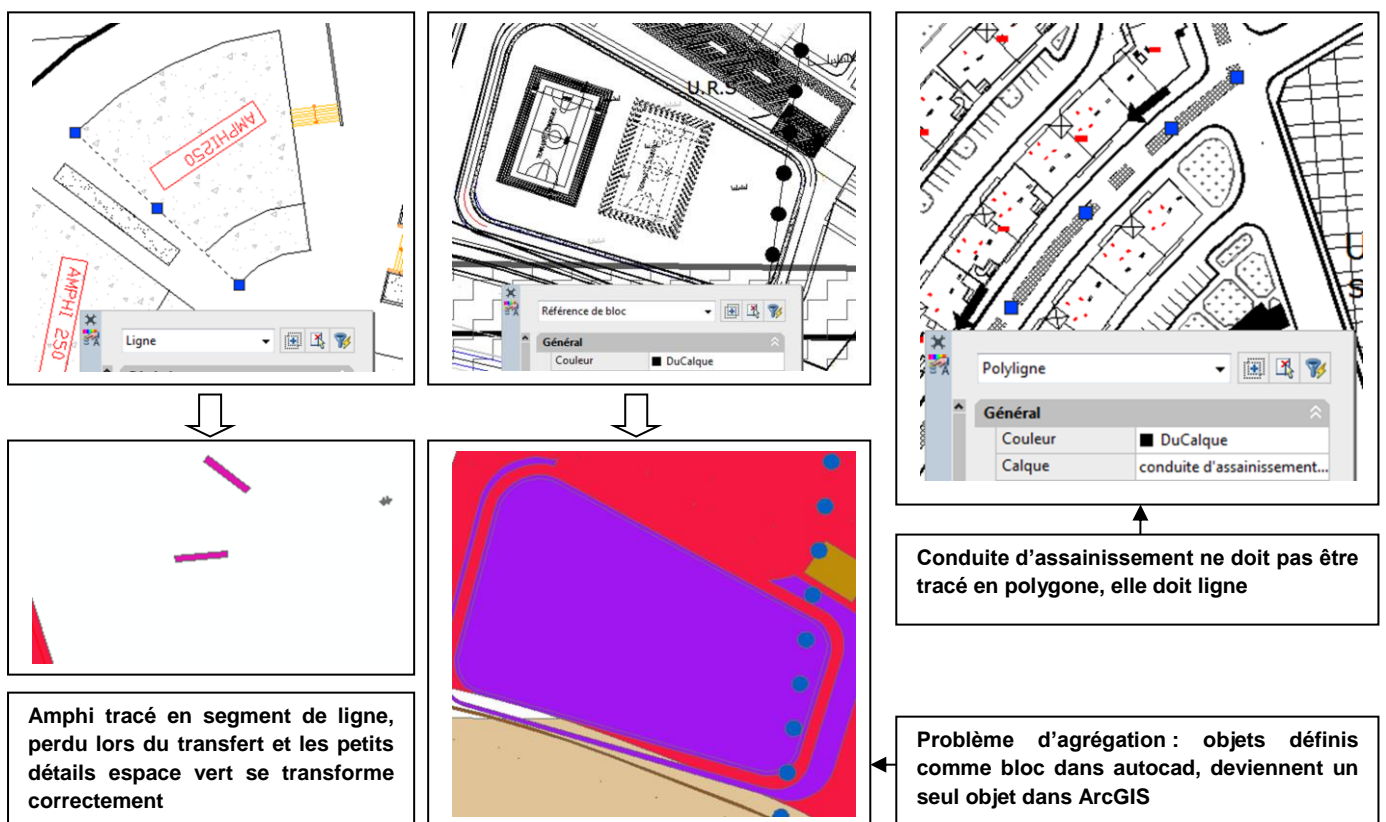 AMPHI250
AMPHI 250
Ligne
U.R.S
Référence de bloc
Général
Couleur
DuCalque
Polyligne
Général
Couleur
DuCalque
Calque
conduite d'assainissement...
Amphi tracé en segment de ligne,
perdu lors du transfert et les petits
détails espace vert se transforme
correctement
Conduite d'assainissement ne doit pas être
tracé en polygone, elle doit ligne
Problème d'agrégation : objets définis
comme bloc dans autocad, deviennent un
seul objet dans ArcGIS